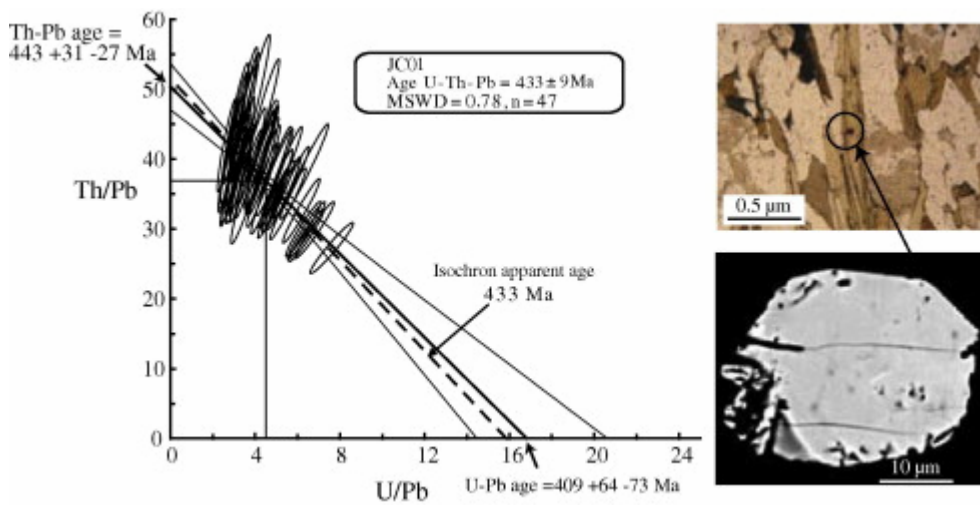 Th-Pb age =
443 +31 -27 Ma
60
50
40
30
20
10
0
Th/Pb
JC01
Age U-Th-Pb = 433 ± 9Ma
MSWD = 0.78, n = 47
Isochron apparent age
433 Ma
0 4 8 12 16 20 24
U/Pb
U-Pb age =409 +64 -73 Ma
0.5 µm
10 µm